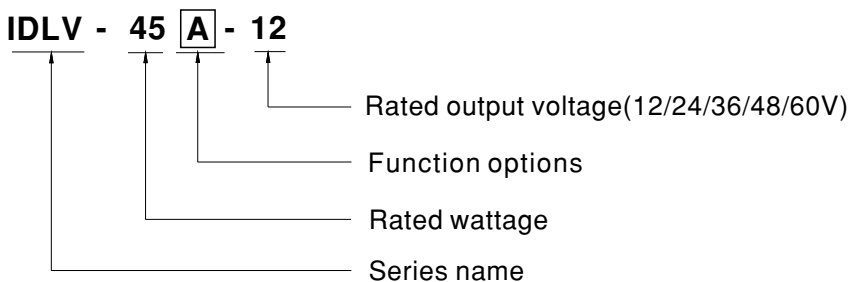 IDLV - 45 A - 12
Rated output voltage(12/24/36/48/60V)
Function options
Rated wattage
Series name